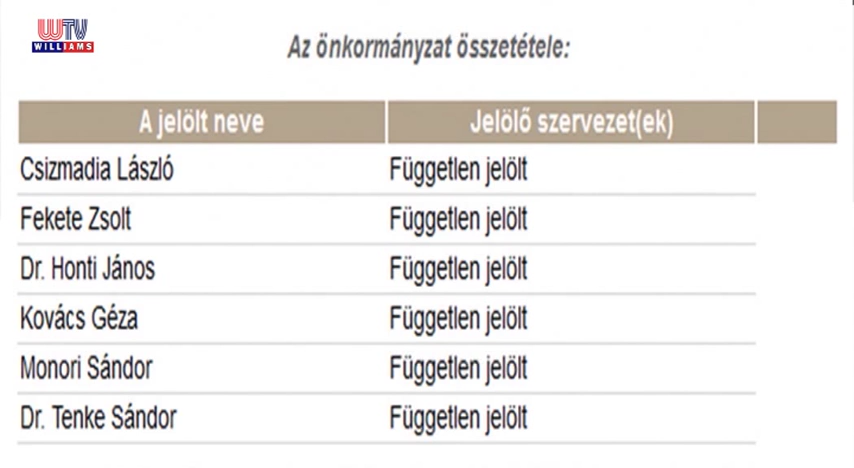 WTV
WILLIAMS
Az önkormányzat összetétele:
A jelölt neve Jelölő szervezet(ek)
Csizmadia László Független jelölt
Fekete Zsolt Független jelölt
Dr. Honti János Független jelölt
Kovács Géza Független jelölt
Monori Sándor Független jelölt
Dr. Tenke Sándor Független jelölt